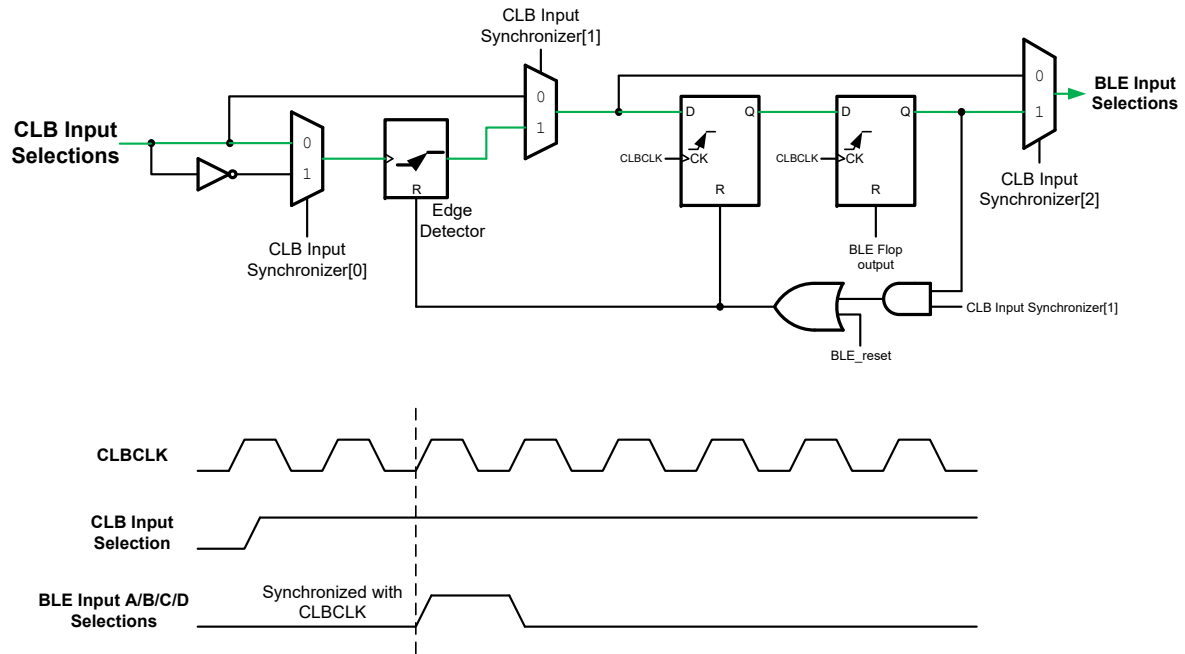 CLB Input
Synchronizer[1]
0
1
0
1
BLE Input
Selections
CLB Input
Selections
0
1
D
Q
D
Q
CLBCLK
CK
CLBCLK
CK
R
R
R
Edge
Detector
CLB Input
Synchronizer[0]
CLB Input
Synchronizer[2]
BLE Flop
output
CLB Input Synchronizer[1]
BLE_reset
CLBCLK
CLB Input
Selection
BLE Input A/B/C/D
Selections
Synchronized with
CLBCLK